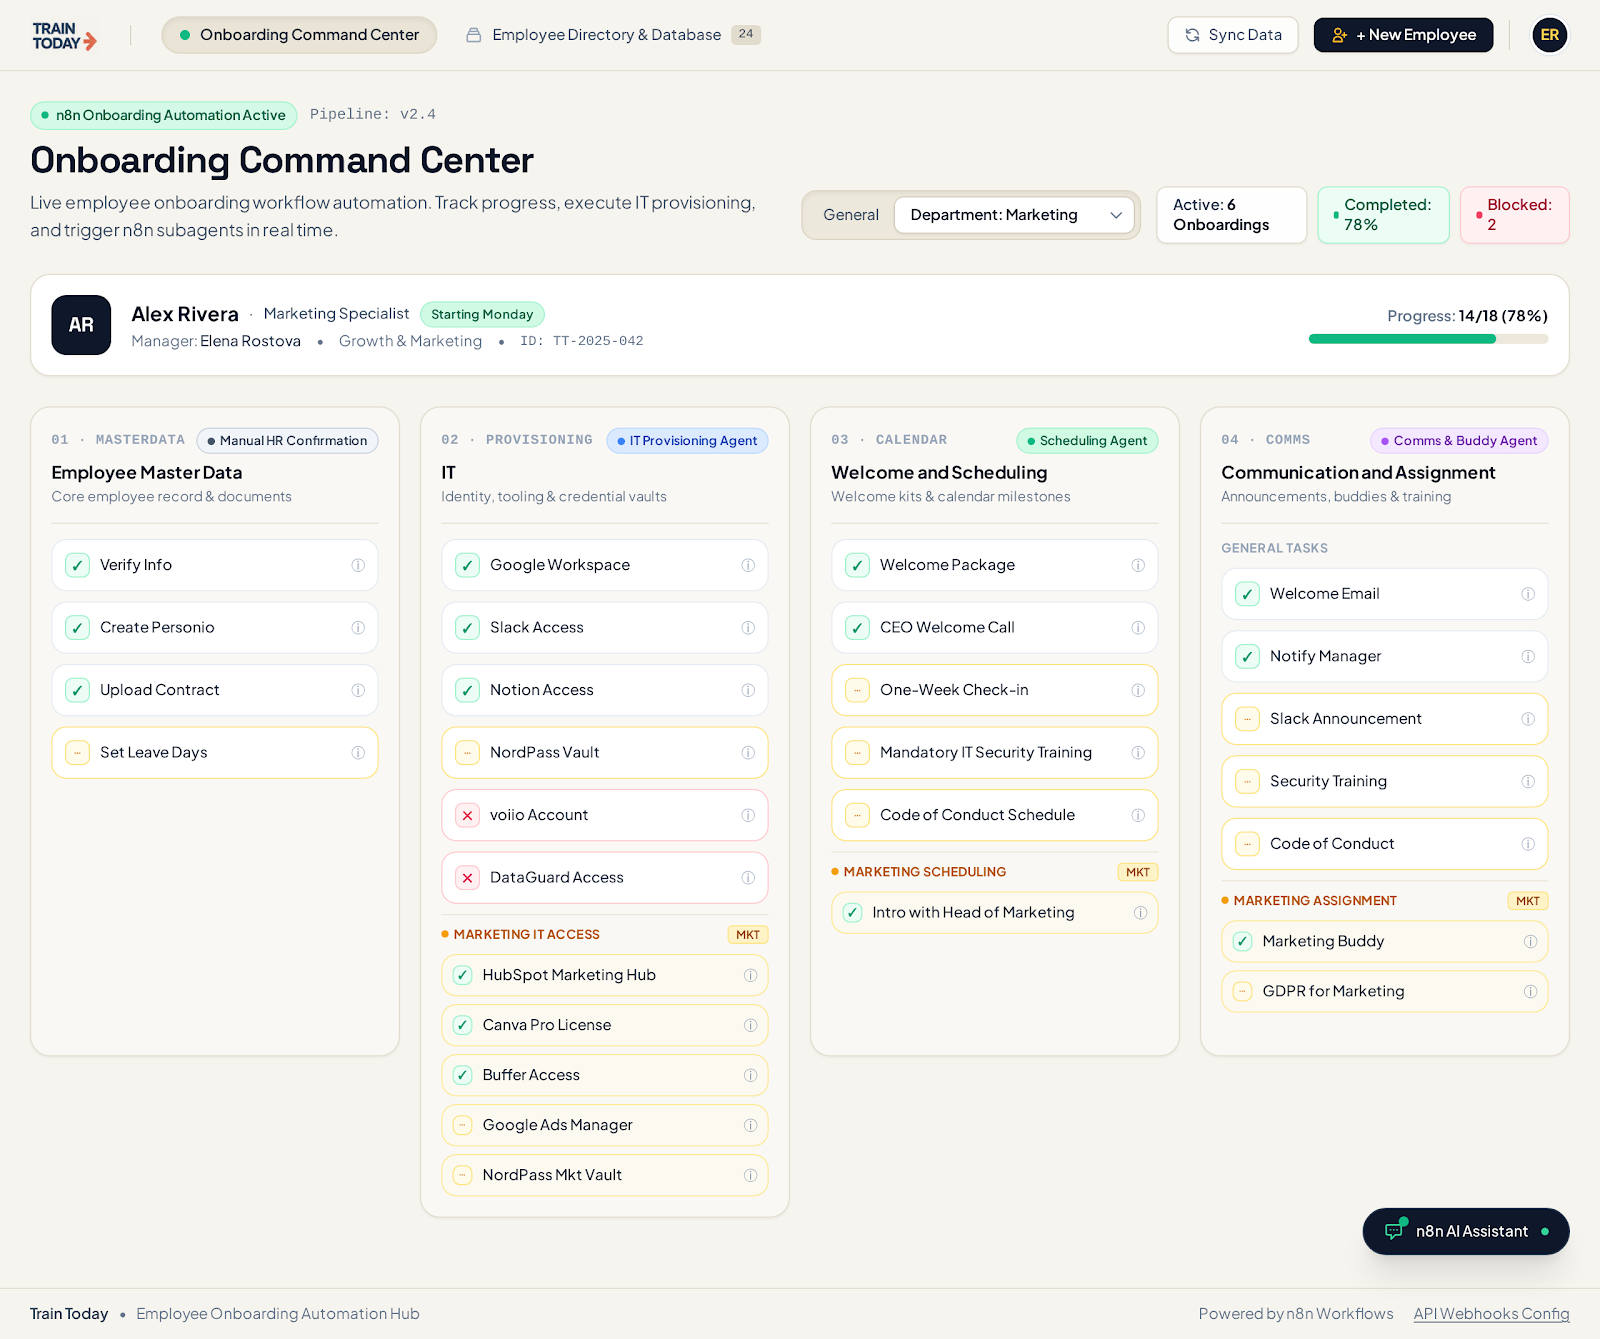 TRAIN
TODAY
Onboarding Command Center
Employee Directory & Database 24
Sync Data
+ New Employee
ER
n8n Onboarding Automation Active
Pipeline: v2.4
Onboarding Command Center
Live employee onboarding workflow automation. Track progress, execute IT provisioning,
and trigger n8n subagents in real time.
General
Department: Marketing
Active: 6
Onboardings
Completed:
78%
Blocked:
2
AR
Alex Rivera · Marketing Specialist Starting Monday
Manager: Elena Rostova • Growth & Marketing • ID: TT-2025-042
Progress: 14/18 (78%)
01 · MASTERDATA Manual HR Confirmation
Employee Master Data
Core employee record & documents
✓ Verify Info
✓ Create Personio
✓ Upload Contract
Set Leave Days
02 · PROVISIONING IT Provisioning Agent
IT
Identity, tooling & credential vaults
✓ Google Workspace
✓ Slack Access
✓ Notion Access
NordPass Vault
✕ voiio Account
✕ DataGuard Access
MARKETING IT ACCESS MKT
✓ HubSpot Marketing Hub
✓ Canva Pro License
✓ Buffer Access
Google Ads Manager
NordPass Mkt Vault
03 · CALENDAR Scheduling Agent
Welcome and Scheduling
Welcome kits & calendar milestones
✓ Welcome Package
✓ CEO Welcome Call
One-Week Check-in
Mandatory IT Security Training
Code of Conduct Schedule
MARKETING SCHEDULING MKT
✓ Intro with Head of Marketing
04 · COMMS Comms & Buddy Agent
Communication and Assignment
Announcements, buddies & training
GENERAL TASKS
✓ Welcome Email
✓ Notify Manager
Slack Announcement
Security Training
Code of Conduct
MARKETING ASSIGNMENT MKT
✓ Marketing Buddy
GDPR for Marketing
n8n AI Assistant
Train Today • Employee Onboarding Automation Hub
Powered by n8n Workflows
API Webhooks Config